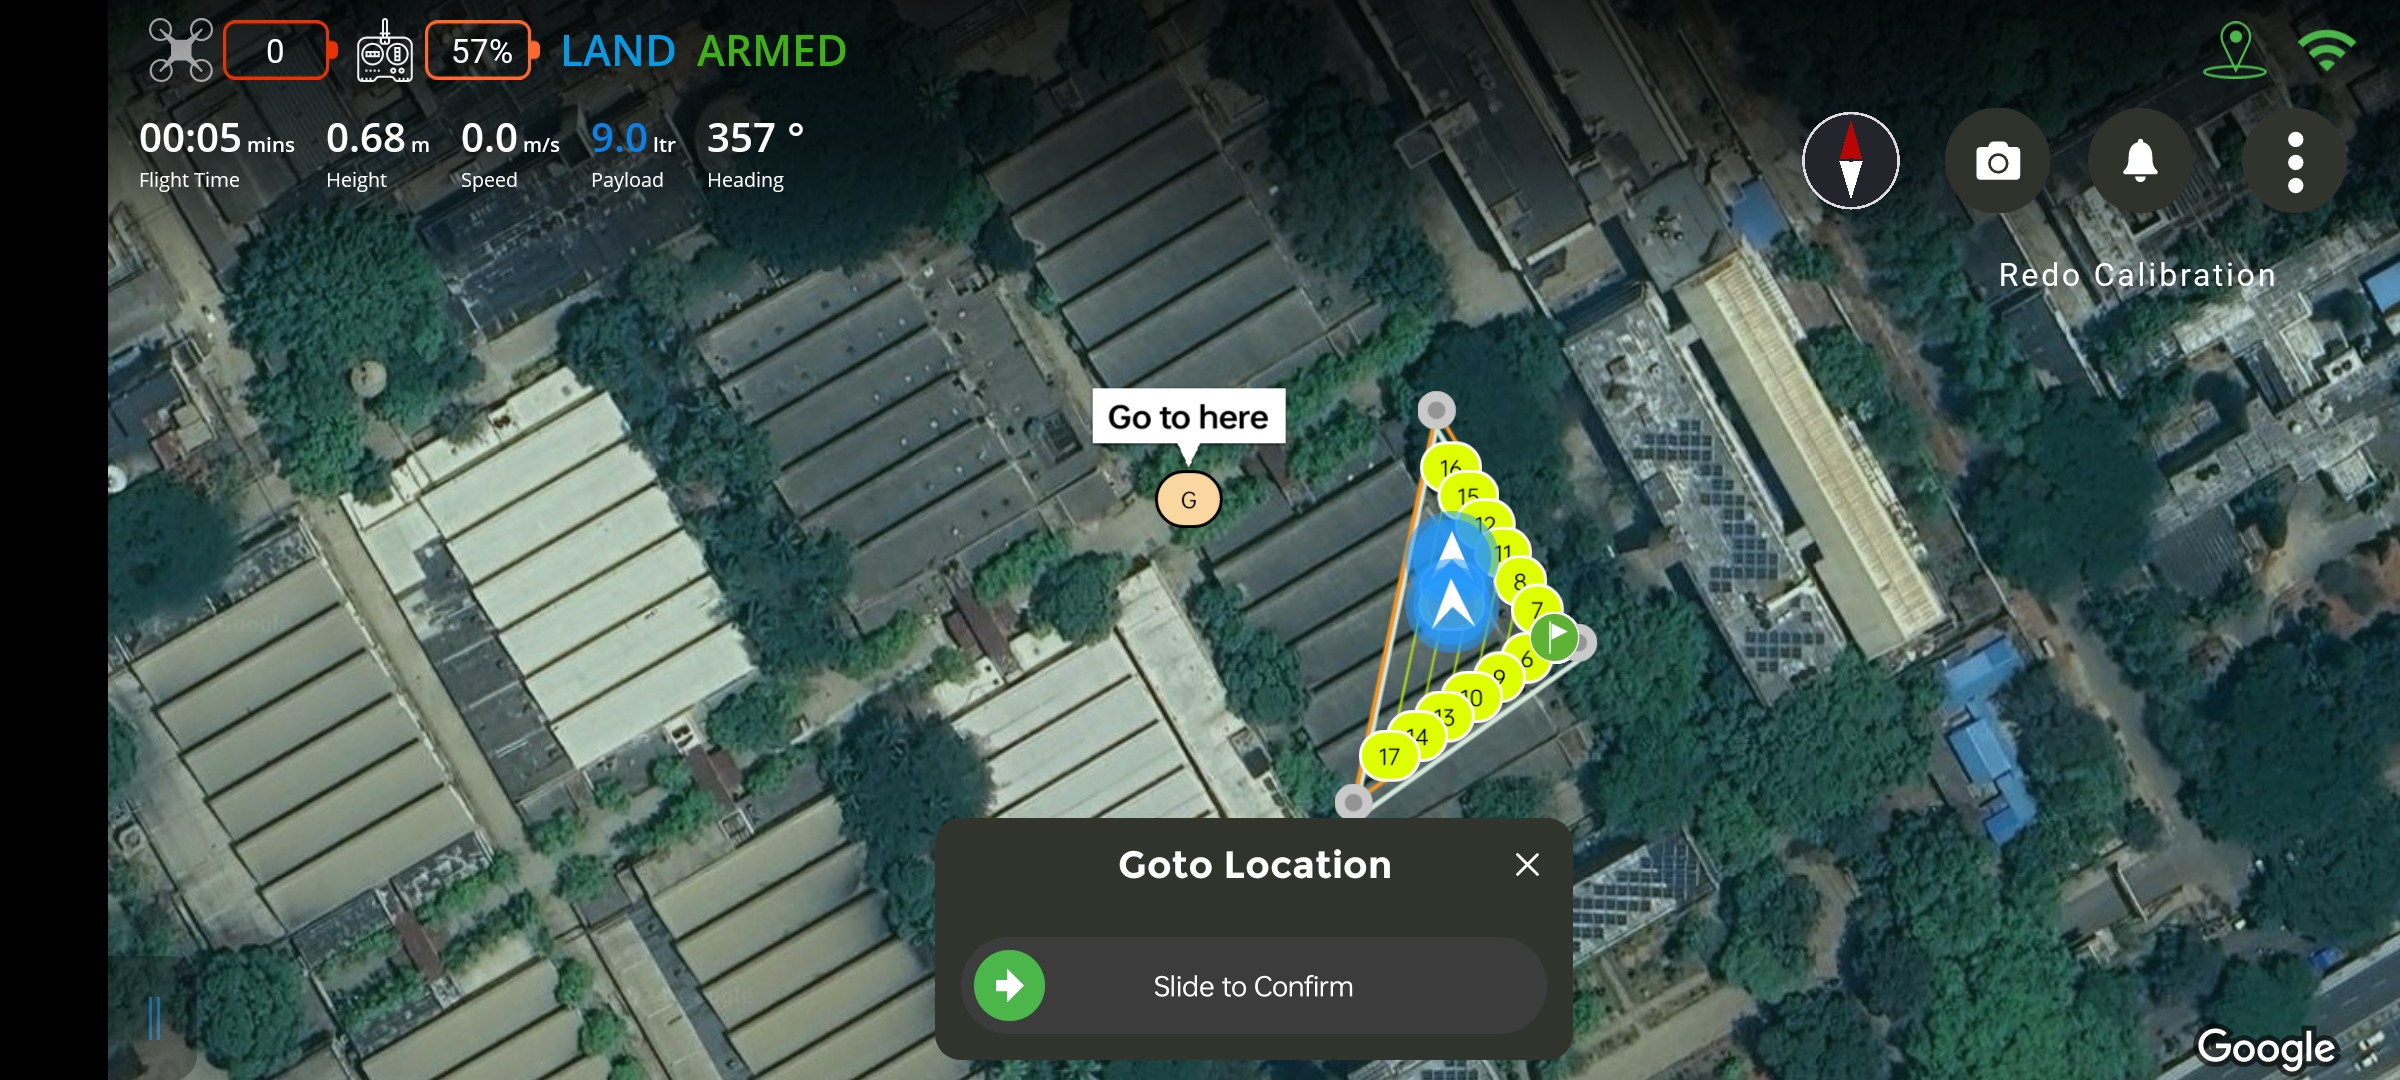 0
57%
LAND ARMED
00:05 mins
Flight Time
0.68 m
Height
0.0 m/s
Speed
9.0 ltr
Payload
357 °
Heading
Redo Calibration
Go to here
G
16
15
12
11
8
7
6
9
10
13
14
17
Goto Location
Slide to Confirm
Google